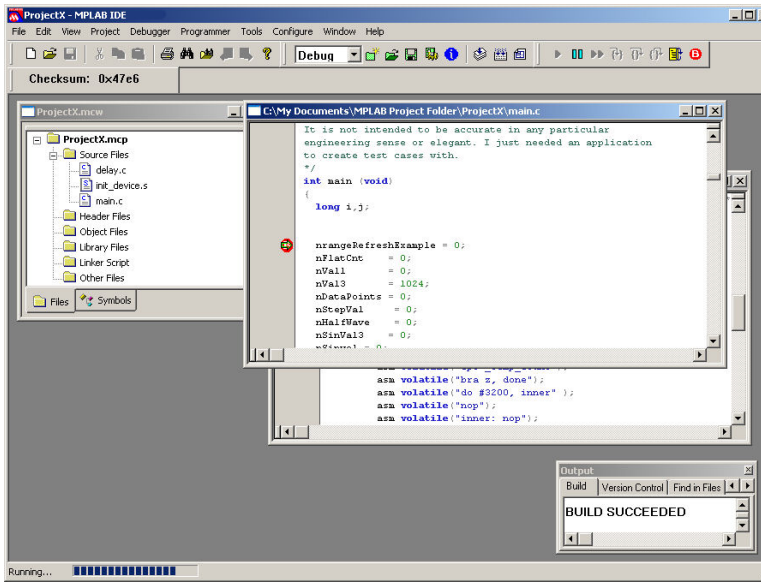 ProjectX - MPLAB IDE
File Edit View Project Debugger Programmer Tools Configure Window Help
Debug
Checksum: 0x47e6
ProjectX.mcw
ProjectX.mcp
Source Files
delay.c
init_device.s
main.c
Header Files
Object Files
Library Files
Linker Script
Other Files
Files Symbols
C:\My Documents\MPLAB Project Folder\ProjectX\main.c
It is not intended to be accurate in any particular
engineering sense or elegant. I just needed an application
to create test cases with.
*/
int main (void)
{
long i,j;
nrangeRefreshExample = 0;
nFlatCnt = 0;
nVal1 = 0;
nVal3 = 1024;
nDataPoints = 0;
nStepVal = 0;
nHalfWave = 0;
nSinVal3 = 0;
asm volatile("bra z, done");
asm volatile("do #3200, inner" );
asm volatile("nop");
asm volatile("inner: nop");
Output
Build Version Control Find in Files
BUILD SUCCEEDED
Running...